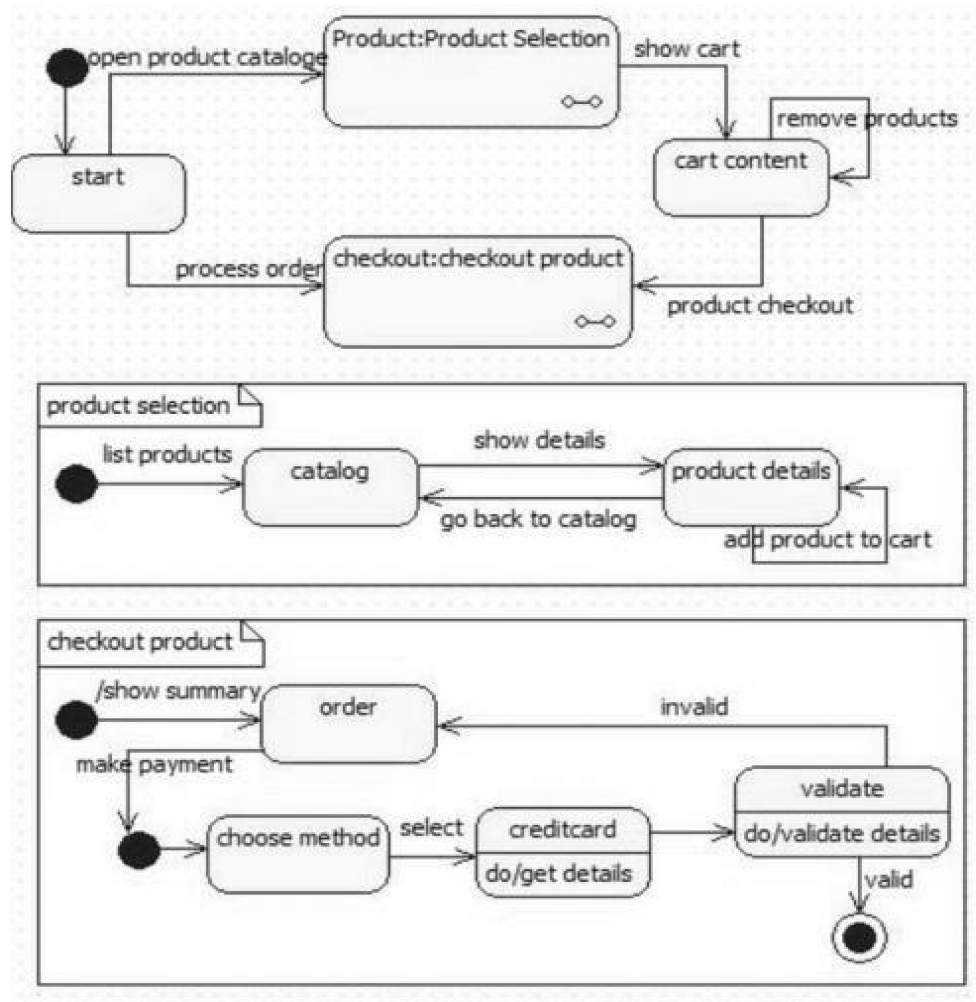 open product cataloge
Product:Product Selection
show cart
remove products
start
cart content
process order
checkout:checkout product
product checkout
product selection
list products
catalog
show details
product details
go back to catalog
add product to cart
checkout product
/show summary
order
invalid
make payment
validate
choose method
select
creditcard
do/validate details
do/get details
valid